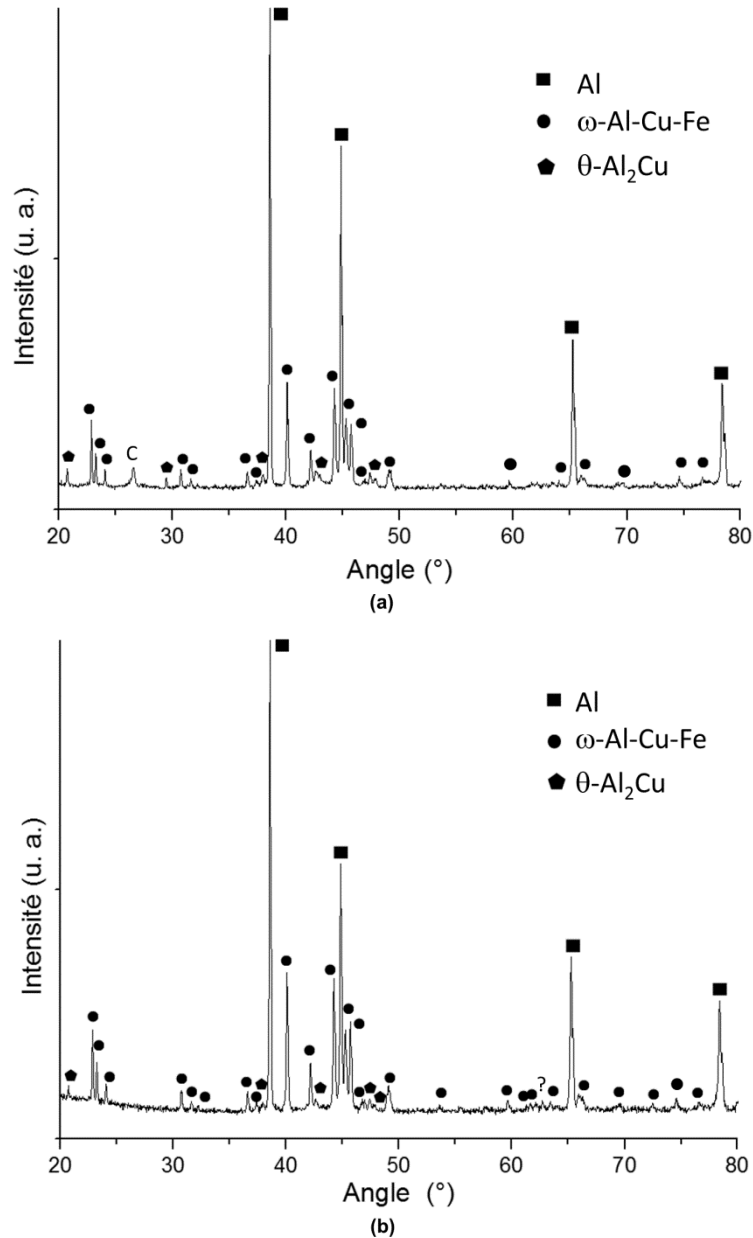 Al
ω-Al-Cu-Fe
θ-Al₂Cu
C
Intensité (u. a.)
20 30 40 50 60 70 80
Angle (°)
(a)
Al
ω-Al-Cu-Fe
θ-Al₂Cu
?
Intensité (u. a.)
20 30 40 50 60 70 80
Angle (°)
(b)